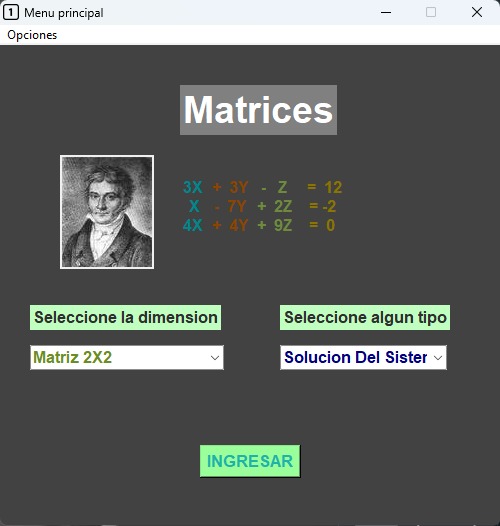 1 Menu principal
Opciones
Matrices
3X + 3Y - Z = 12
X - 7Y + 2Z = -2
4X + 4Y + 9Z = 0
Seleccione la dimension Seleccione algun tipo
Matriz 2X2 Solucion Del Sister
INGRESAR